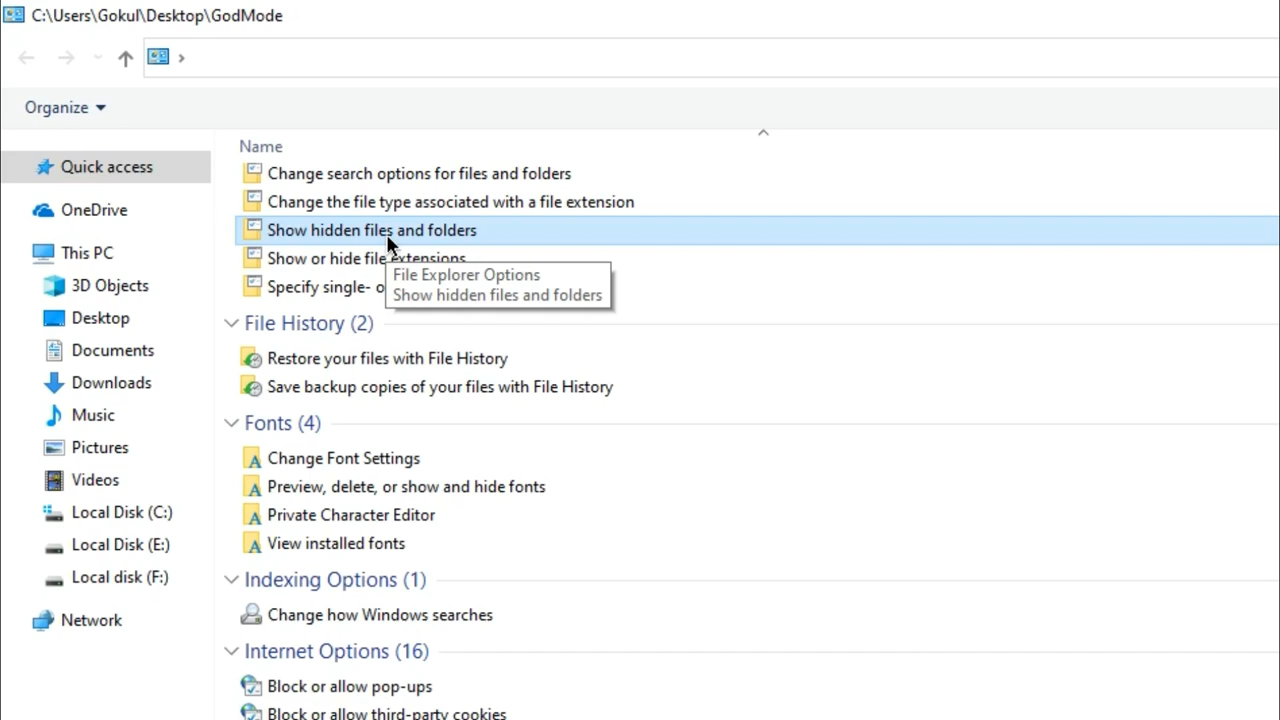 C:\Users\Gokul\Desktop\GodMode
Organize
Name
Quick access
OneDrive
This PC
3D Objects
Desktop
Documents
Downloads
Music
Pictures
Videos
Local Disk (C:)
Local Disk (E:)
Local disk (F:)
Network
Change search options for files and folders
Change the file type associated with a file extension
Show hidden files and folders
Show or hide file extensions
Specify single- o
File Explorer Options
Show hidden files and folders
File History (2)
Restore your files with File History
Save backup copies of your files with File History
Fonts (4)
Change Font Settings
Preview, delete, or show and hide fonts
Private Character Editor
View installed fonts
Indexing Options (1)
Change how Windows searches
Internet Options (16)
Block or allow pop-ups
Block or allow third-party cookies